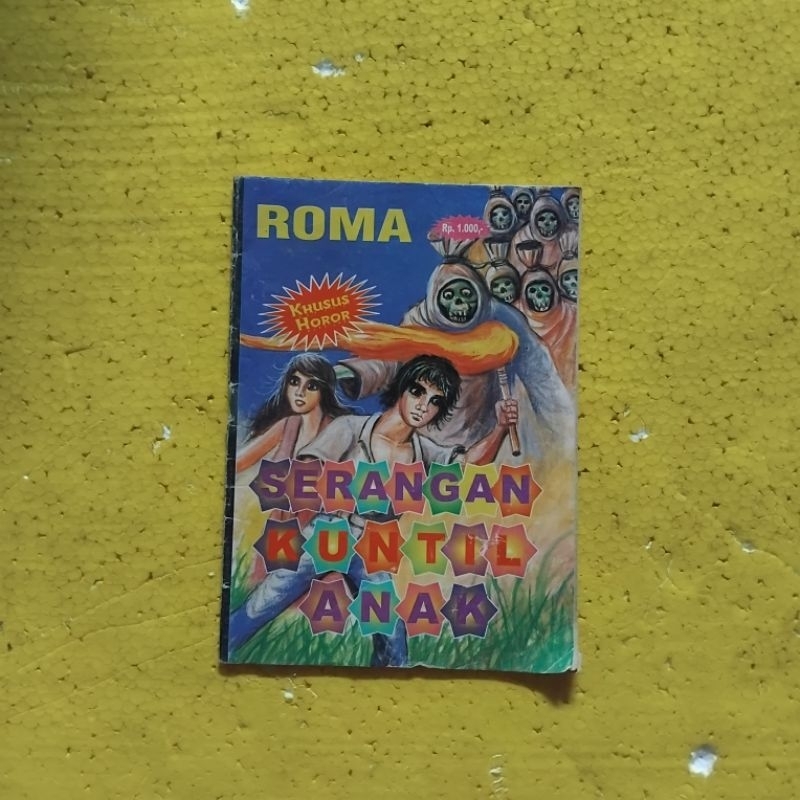 ROMA
Rp. 1.000,-
KHUSUS
HOROR
SERANGAN
KUNTIL
ANAK